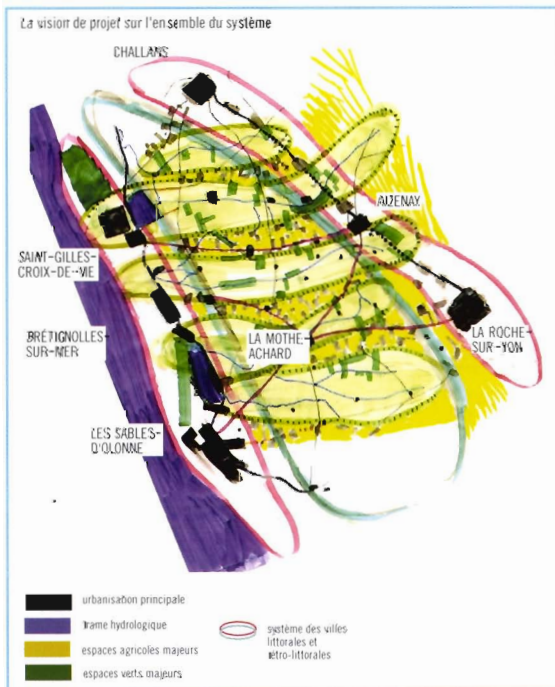 La vision de projet sur l'ensemble du système
CHALLANS
AIZENAY
SAINT-GILLES-
CROIX-DE-VIE
BRÉTIGNOLLES-
SUR-MER
LA MOTHE-
ACHARD
LA ROCHE-
SUR-YON
LES SABLES-
D'OLONNE
urbanisation principale
trame hydrologique
espaces agricoles majeurs
espaces verts majeurs
système des villes
littorales et
rétro-littorales